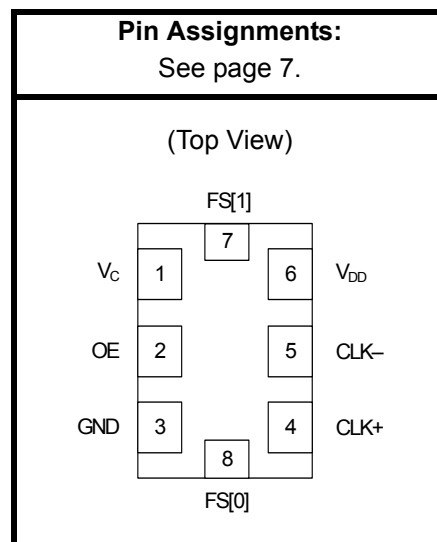 Pin Assignments:
See page 7.
(Top View)
FS[1]
7
VC 1 6 VDD
OE 2 5 CLK–
GND 3 4 CLK+
8
FS[0]